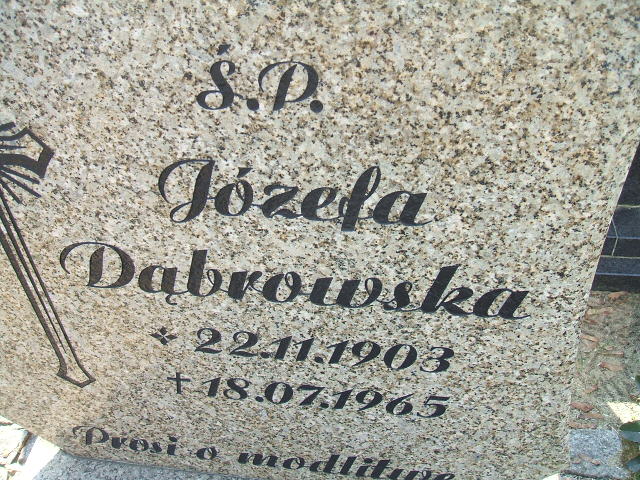 Ś.P.
Józefa
Dąbrowska
22.11.1903
18.07.1965
Prosi o modlitwę